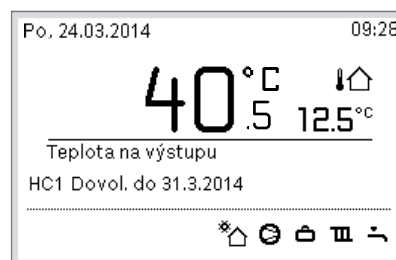 Po, 24.03.2014 09:28
40.5 °C 12.5°C
Teplota na výstupu
HC1 Dovol. do 31.3.2014